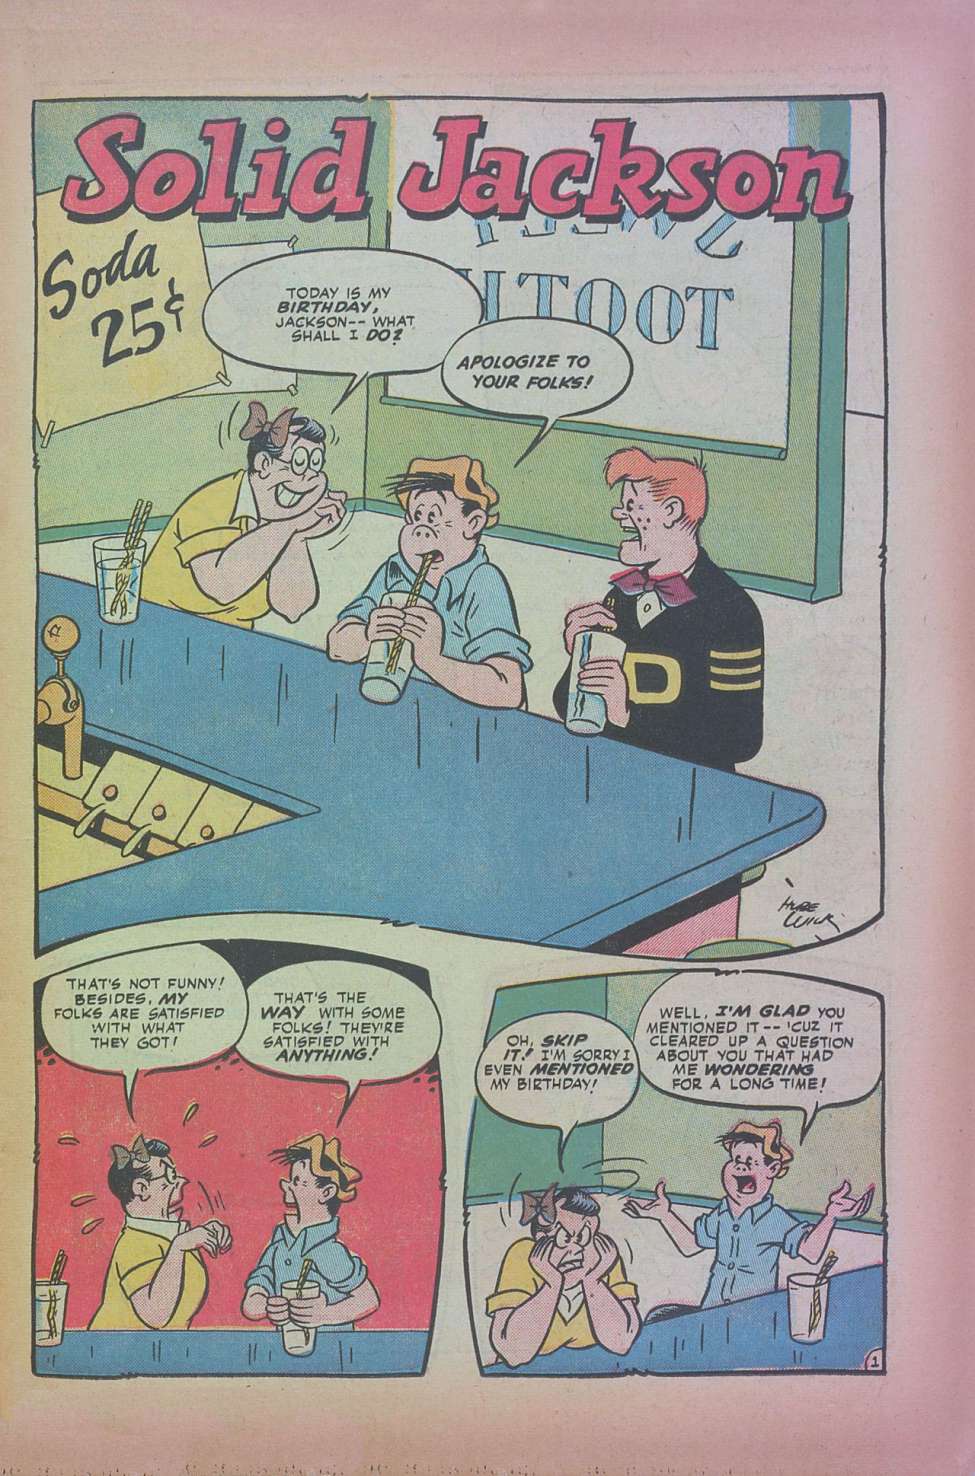 Solid Jackson
Soda
25¢
TOOTH
TODAY IS MY
BIRTHDAY,
JACKSON-- WHAT
SHALL I DO?
APOLOGIZE TO
YOUR FOLKS!
D
THAT'S NOT FUNNY!
BESIDES, MY
FOLKS ARE SATISFIED
WITH WHAT
THEY GOT!
THAT'S THE
WAY WITH SOME
FOLKS! THEY'RE
SATISFIED WITH
ANYTHING!
OH, SKIP
IT! I'M SORRY I
EVEN MENTIONED
MY BIRTHDAY!
WELL, I'M GLAD YOU
MENTIONED IT-- 'CUZ IT
CLEARED UP A QUESTION
ABOUT YOU THAT HAD
ME WONDERING
FOR A LONG TIME!
1